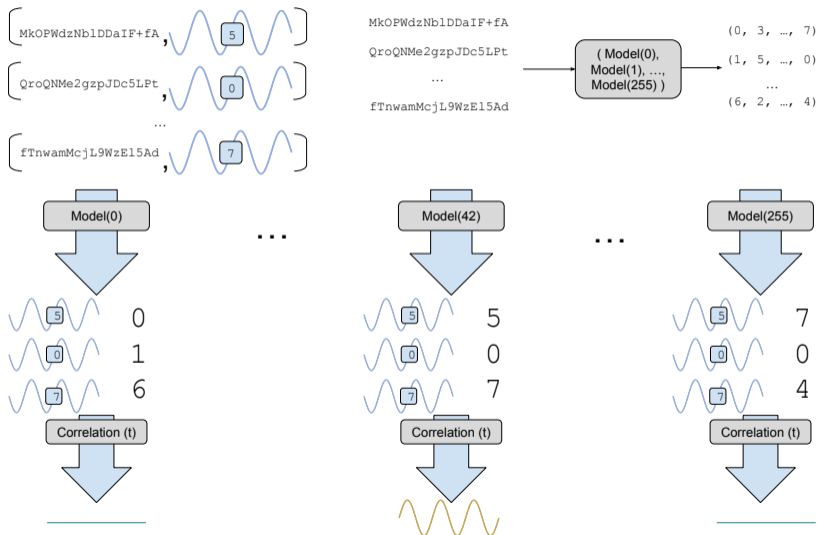 MkOPWdzNblDDaIF+fA, 5
QroQNMe2gzpJDc5LPt, 0
...
fTnwamMcjL9WzEl5Ad, 7
MkOPWdzNblDDaIF+fA
QroQNMe2gzpJDc5LPt
...
fTnwamMcjL9WzEl5Ad
( Model(0),
Model(1), ...,
Model(255) )
(0, 3, …, 7)
(1, 5, …, 0)
...
(6, 2, …, 4)
Model(0)
...
Model(42)
...
Model(255)
5 0
0 1
7 6
5 5
0 0
7 7
5 7
0 0
7 4
Correlation (t)
Correlation (t)
Correlation (t)